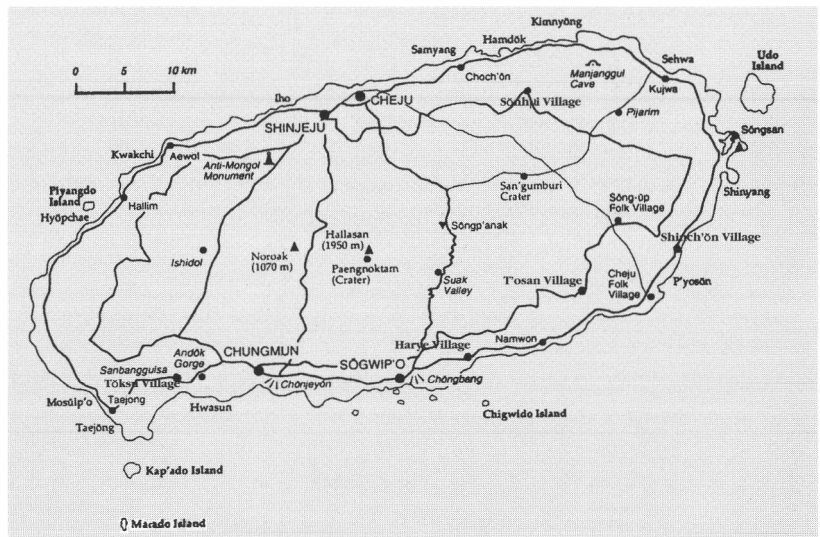 Kimnyŏng
Hamdŏk
Samyang
Sehwa
Udo
Island
0 5 10 km
Choch'ŏn
Manjanggul
Cave
Kujwa
Iho
CHEJU
Sŏnhul Village
Pijarim
SHINJEJU
Sŏngsan
Kwakchi
Aewol
Anti-Mongol
Monument
San'gumburi
Crater
Shinyang
Piyangdo
Island
Hallim
Hyŏpchae
Sŏng-ŭp
Folk Village
Sŏngp'anak
Shinch'ŏn Village
Ishidol
Noroak
(1070 m)
Hallasan
(1950 m)
Paengnoktam
(Crater)
Suak
Valley
T'osan Village
Cheju
Folk
Village
P'yosŏn
Harye Village
Namwon
Andŏk
Gorge
CHUNGMUN
SŎGWIP'O
Sanbangguisa
Tŏksu Village
Chŏnjeyŏn
Chŏngbang
Mosŭlp'o
Taejong
Hwasun
Chigwido Island
Taejŏng
Kap'ado Island
Marado Island